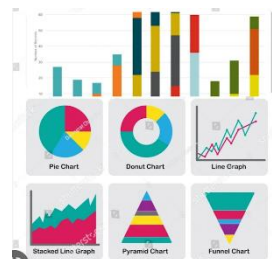 Pie Chart
Donut Chart
Line Graph
Stacked Line Graph
Pyramid Chart
Funnel Chart